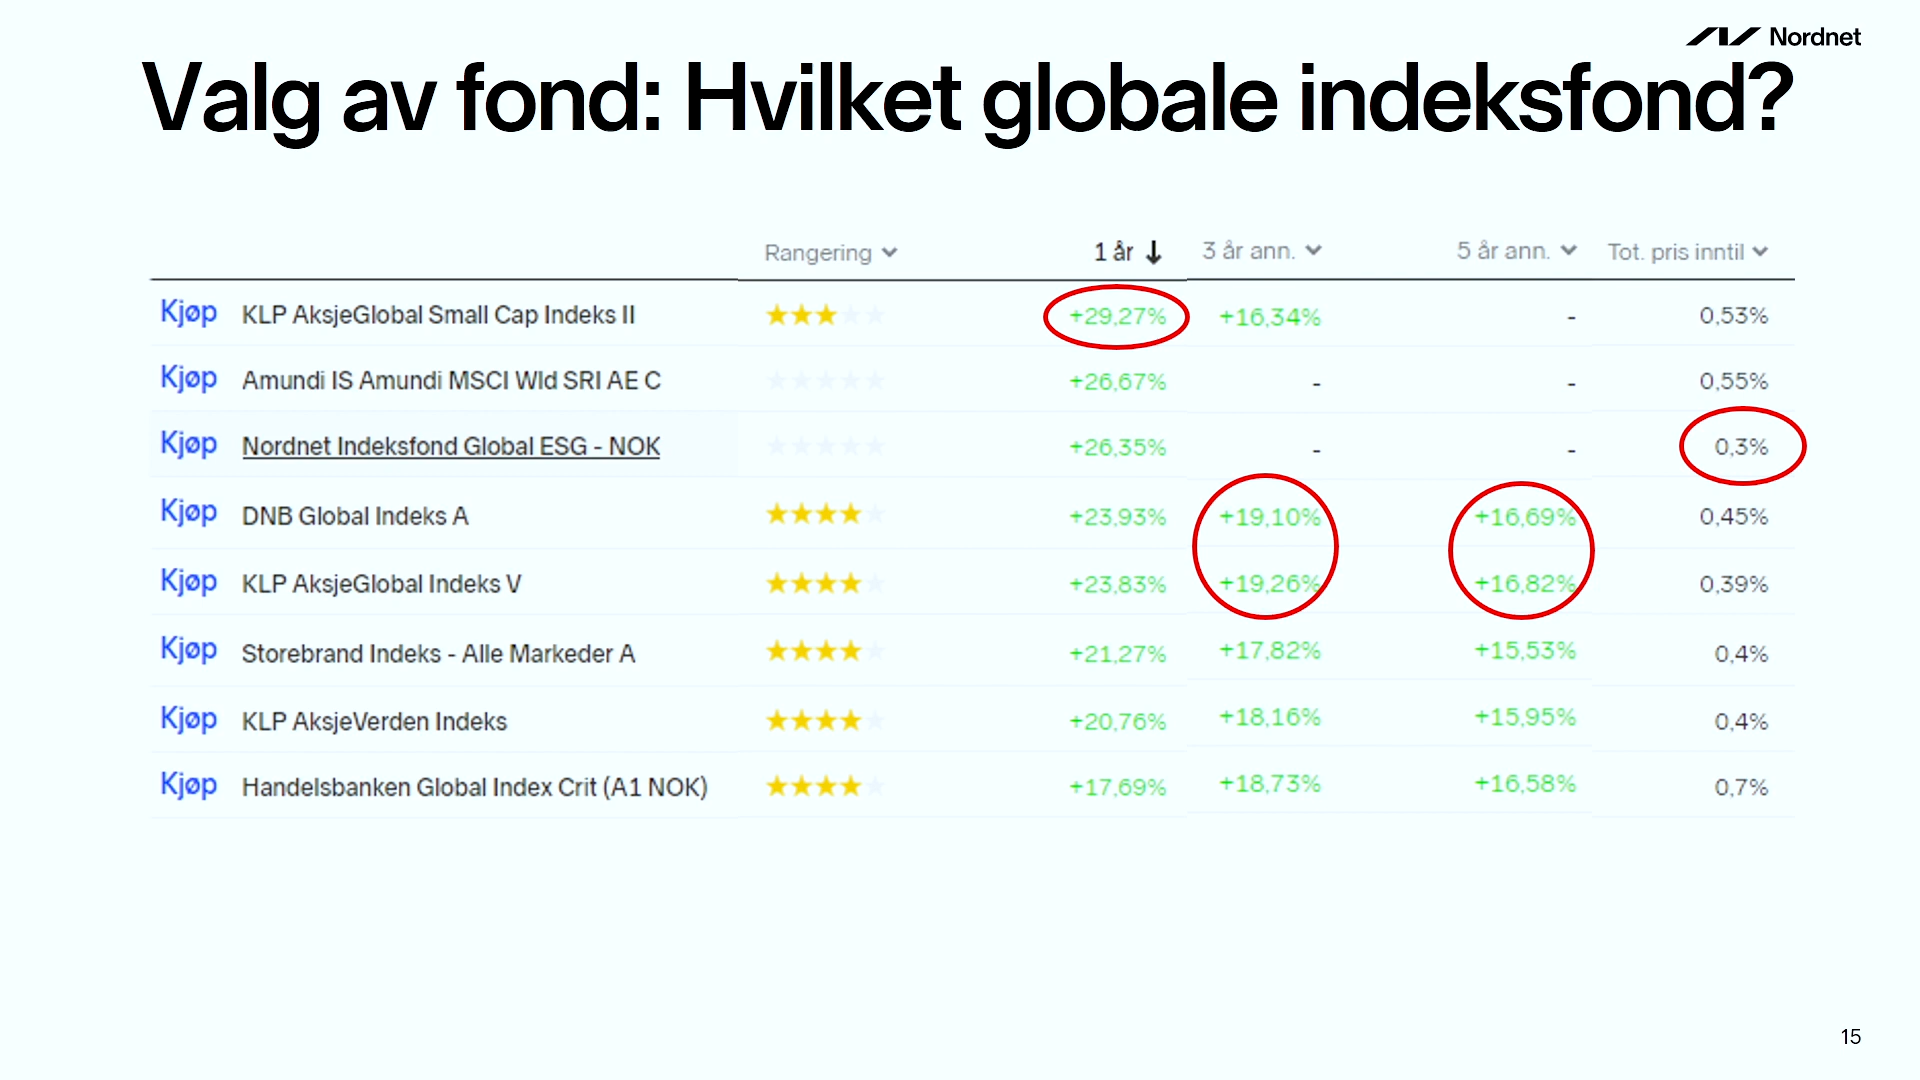 Nordnet
Valg av fond: Hvilket globale indeksfond?
Rangering 1 år 3 år ann. 5 år ann. Tot. pris inntil
Kjøp KLP AksjeGlobal Small Cap Indeks II +29,27% +16,34% - 0,53%
Kjøp Amundi IS Amundi MSCI Wld SRI AE C +26,67% - - 0,55%
Kjøp Nordnet Indeksfond Global ESG - NOK +26,35% - - 0,3%
Kjøp DNB Global Indeks A +23,93% +19,10% +16,69% 0,45%
Kjøp KLP AksjeGlobal Indeks V +23,83% +19,26% +16,82% 0,39%
Kjøp Storebrand Indeks - Alle Markeder A +21,27% +17,82% +15,53% 0,4%
Kjøp KLP AksjeVerden Indeks +20,76% +18,16% +15,95% 0,4%
Kjøp Handelsbanken Global Index Crit (A1 NOK) +17,69% +18,73% +16,58% 0,7%
15